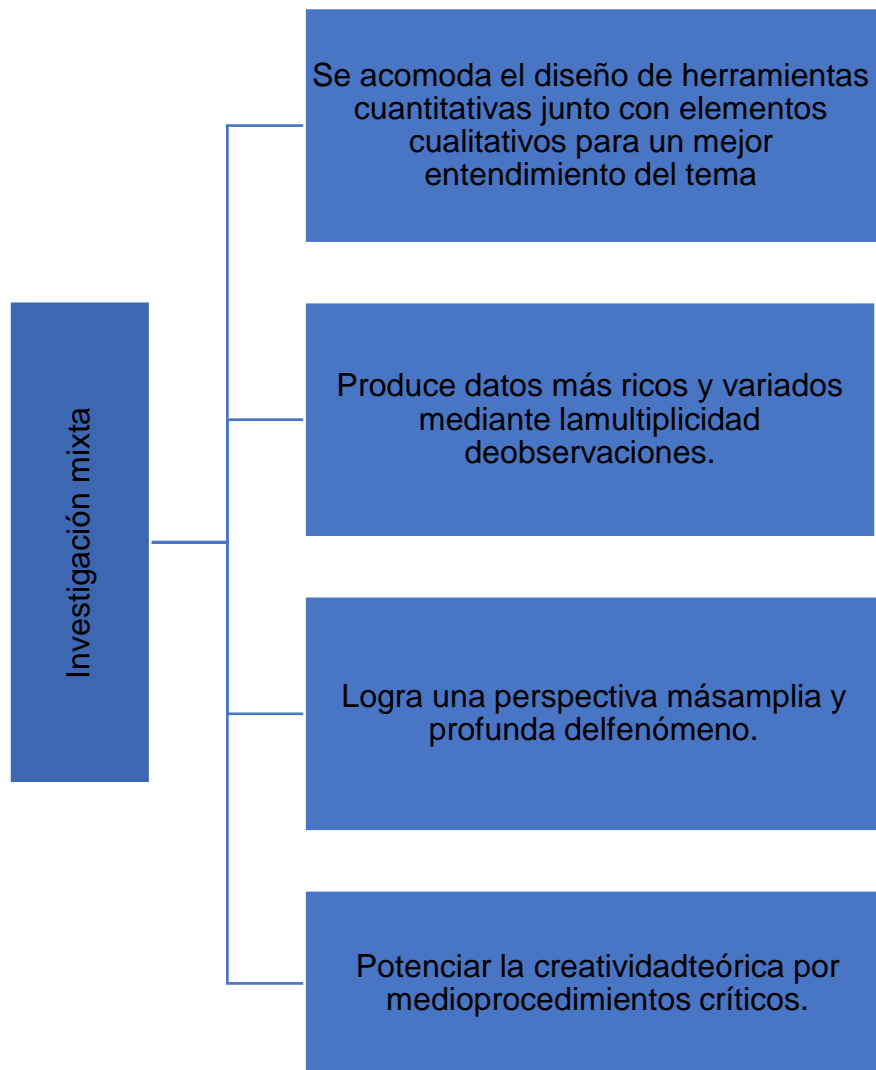 Investigación mixta
Se acomoda el diseño de herramientas
cuantitativas junto con elementos
cualitativos para un mejor
entendimiento del tema
Produce datos más ricos y variados
mediante lamultiplicidad
deobservaciones.
Logra una perspectiva másamplia y
profunda delfenómeno.
Potenciar la creatividadteórica por
medioprocedimientos críticos.